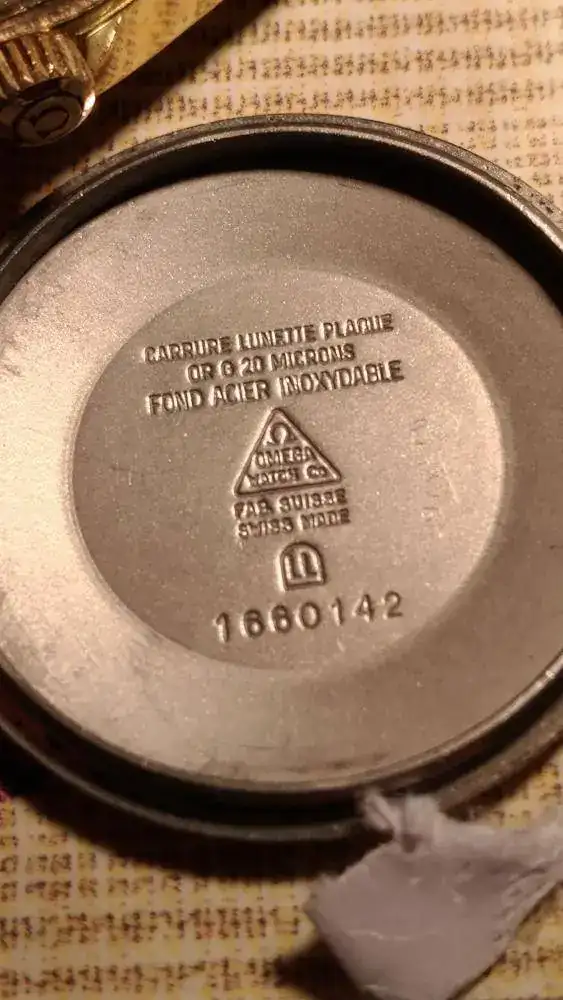 CARRURE LUNETTE PLAQUE
OR G 20 MICRONS
FOND ACIER INOXYDABLE
Ω
OMEGA
WATCH Co
FAB. SUISSE
SWISS MADE
1660142